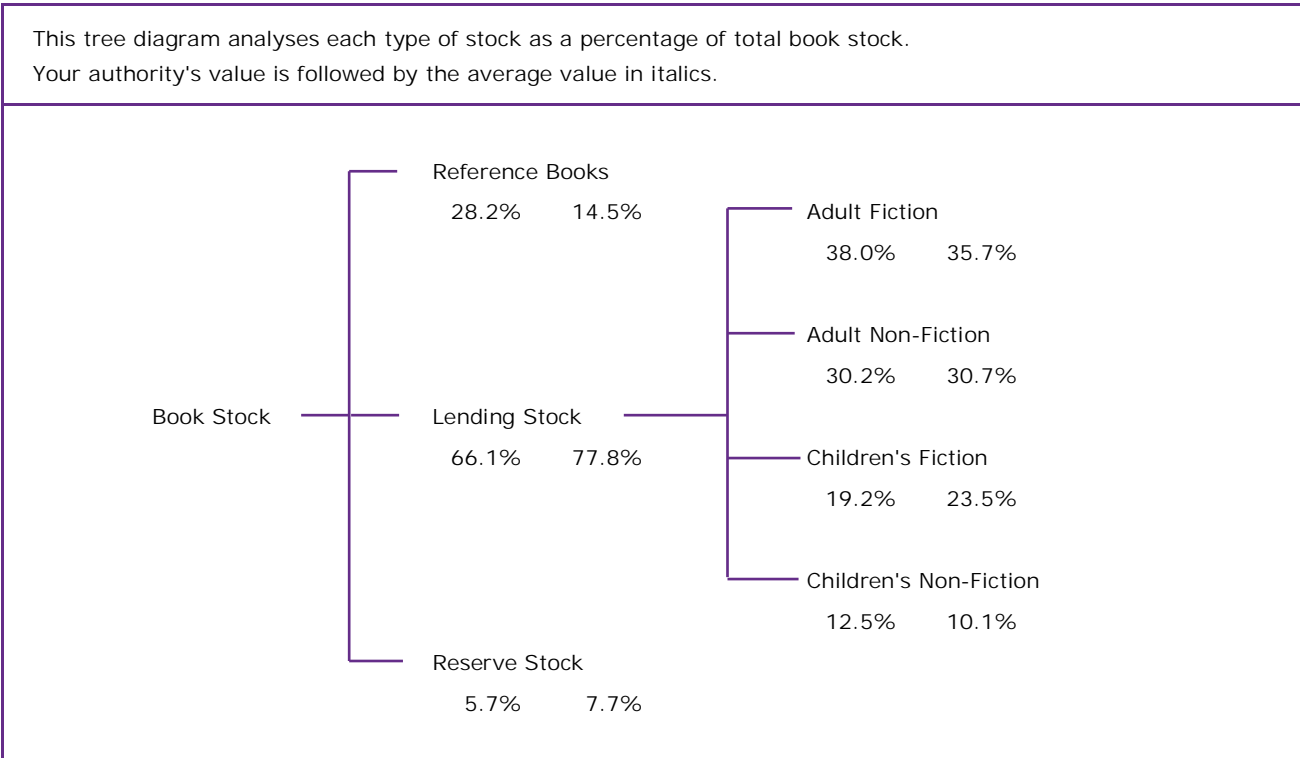 This tree diagram analyses each type of stock as a percentage of total book stock.
Your authority's value is followed by the average value in italics.
Reference Books
28.2% 14.5%
Adult Fiction
38.0% 35.7%
Adult Non-Fiction
30.2% 30.7%
Book Stock
Lending Stock
66.1% 77.8%
Children's Fiction
19.2% 23.5%
Children's Non-Fiction
12.5% 10.1%
Reserve Stock
5.7% 7.7%